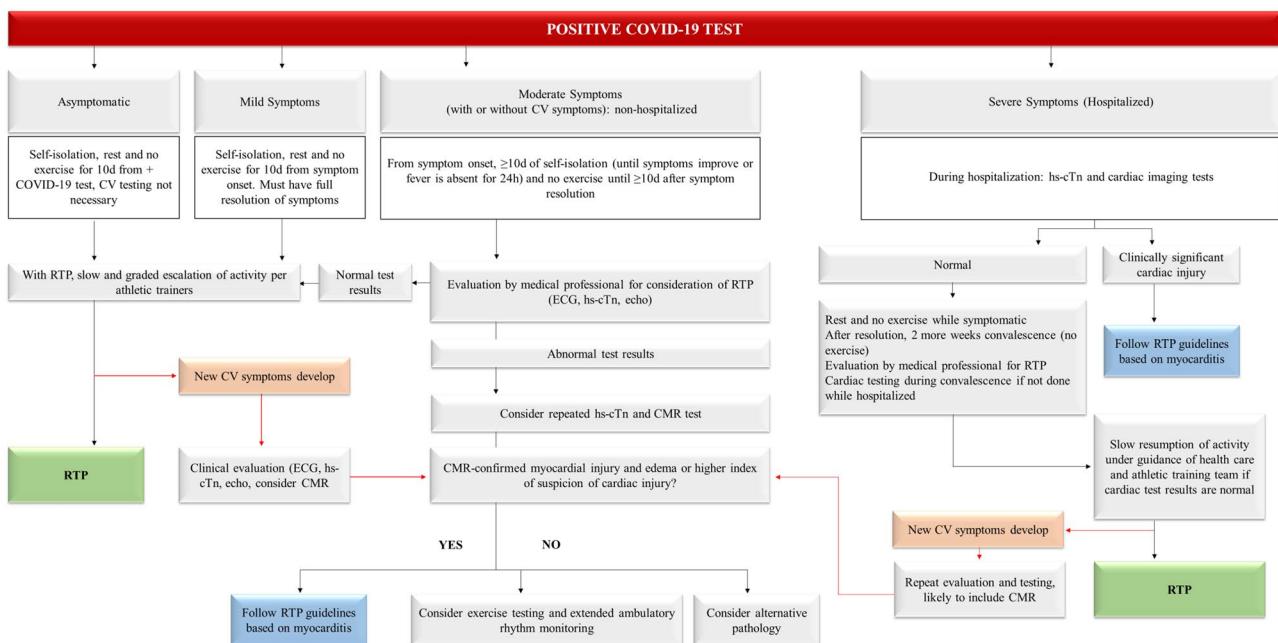 POSITIVE COVID-19 TEST
Asymptomatic
Mild Symptoms
Moderate Symptoms
(with or without CV symptoms): non-hospitalized
Severe Symptoms (Hospitalized)
Self-isolation, rest and no
exercise for 10d from +
COVID-19 test, CV testing not
necessary
Self-isolation, rest and no
exercise for 10d from symptom
onset. Must have full
resolution of symptoms
From symptom onset, ≥10d of self-isolation (until symptoms improve or
fever is absent for 24h) and no exercise until ≥10d after symptom
resolution
During hospitalization: hs-cTn and cardiac imaging tests
With RTP, slow and graded escalation of activity per
athletic trainers
Normal test
results
Evaluation by medical professional for consideration of RTP
(ECG, hs-cTn, echo)
Normal
Clinically significant
cardiac injury
Rest and no exercise while symptomatic
After resolution, 2 more weeks convalescence (no
exercise)
Evaluation by medical professional for RTP
Cardiac testing during convalescence if not done
while hospitalized
Follow RTP guidelines
based on myocarditis
Abnormal test results
New CV symptoms develop
Consider repeated hs-cTn and CMR test
RTP
Clinical evaluation (ECG, hs-
cTn, echo, consider CMR
CMR-confirmed myocardial injury and edema or higher index
of suspicion of cardiac injury?
Slow resumption of activity
under guidance of health care
and athletic training team if
cardiac test results are normal
YES
NO
New CV symptoms develop
Repeat evaluation and testing,
likely to include CMR
RTP
Follow RTP guidelines
based on myocarditis
Consider exercise testing and extended ambulatory
rhythm monitoring
Consider alternative
pathology